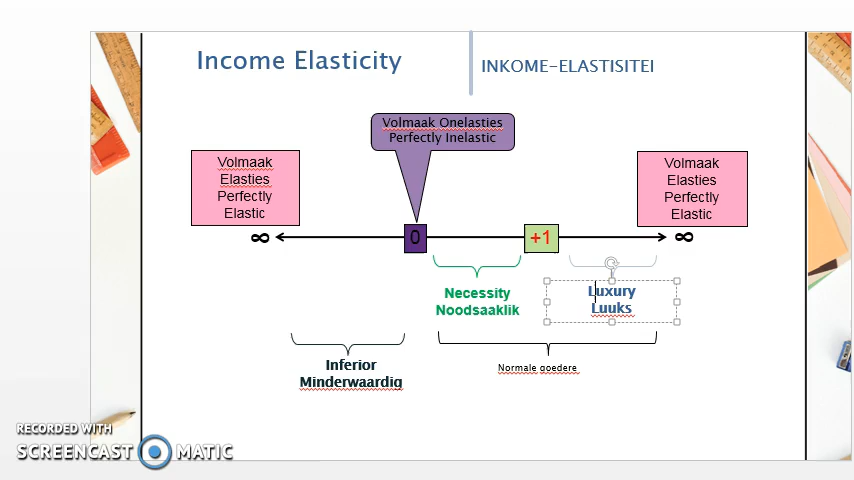 Income Elasticity
INKOME-ELASTISITEI
Volmaak Onelasties
Perfectly Inelastic
Volmaak
Elasties
Perfectly
Elastic
Volmaak
Elasties
Perfectly
Elastic
∞
0
+1
∞
Necessity
Noodsaaklik
Luxury
Luuks
Inferior
Minderwaardig
Normale goedere
RECORDED WITH
SCREENCAST MATIC